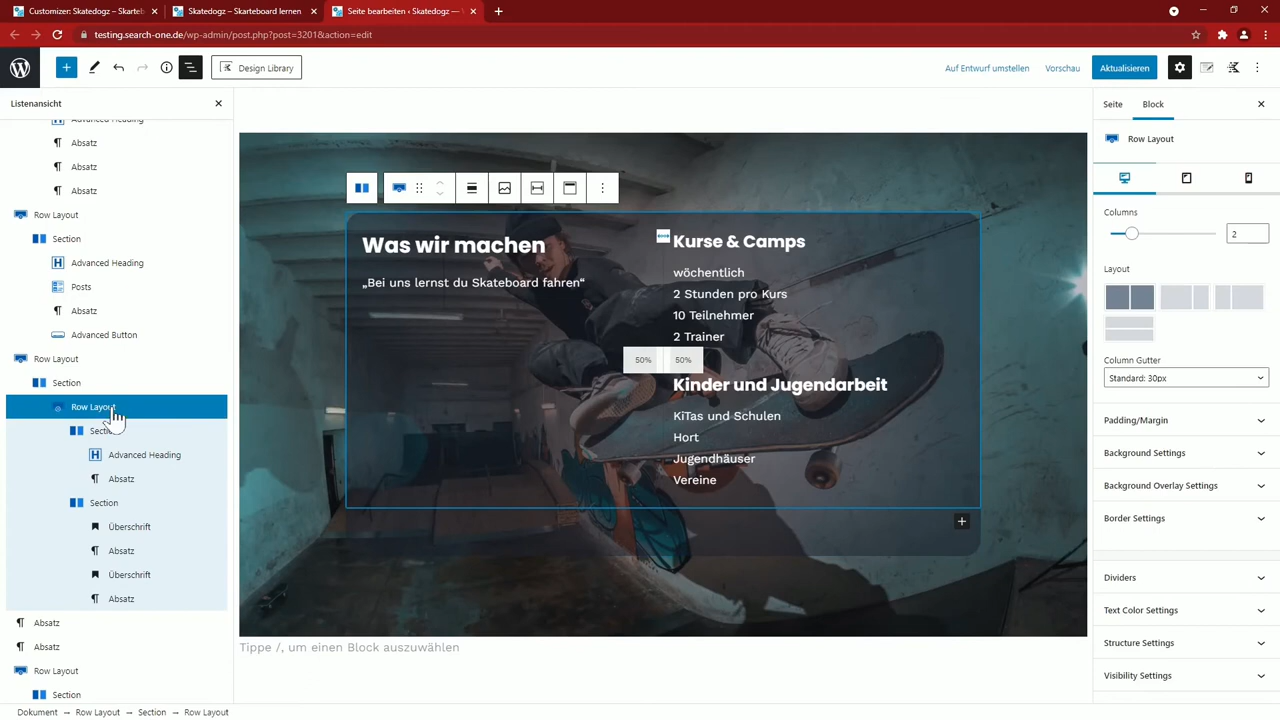 Customizer: Skatedogz – Skarteb
Skatedogz – Skarteboard lernen
Seite bearbeiten ‹ Skatedogz —
testing.search-one.de/wp-admin/post.php?post=3201&action=edit
Design Library
Auf Entwurf umstellen
Vorschau
Aktualisieren
Listenansicht
Advanced Heading
Absatz
Absatz
Absatz
Row Layout
Section
Advanced Heading
Posts
Absatz
Advanced Button
Row Layout
Section
Row Layout
Section
Advanced Heading
Absatz
Section
Überschrift
Absatz
Überschrift
Absatz
Absatz
Absatz
Row Layout
Section
Dokument → Row Layout → Section → Row Layout
Was wir machen
„Bei uns lernst du Skateboard fahren“
Kurse & Camps
wöchentlich
2 Stunden pro Kurs
10 Teilnehmer
2 Trainer
50% 50%
Kinder und Jugendarbeit
KiTas und Schulen
Hort
Jugendhäuser
Vereine
Tippe /, um einen Block auszuwählen
Seite
Block
Row Layout
Columns
2
Layout
Column Gutter
Standard: 30px
Padding/Margin
Background Settings
Background Overlay Settings
Border Settings
Dividers
Text Color Settings
Structure Settings
Visibility Settings